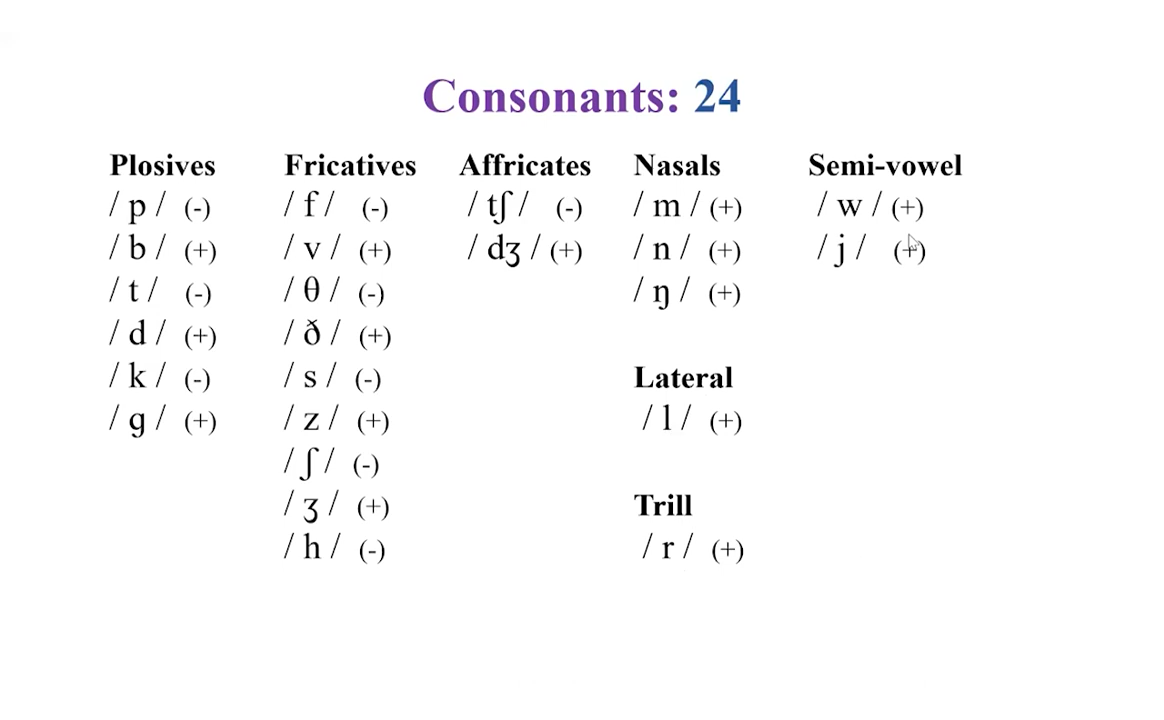 Consonants: 24
Plosives Fricatives Affricates Nasals Semi-vowel
/ p / (-) / f / (-) / tʃ / (-) / m / (+) / w / (+)
/ b / (+) / v / (+) / dʒ / (+) / n / (+) / j / (+)
/ t / (-) / θ / (-) / ŋ / (+)
/ d / (+) / ð / (+)
/ k / (-) / s / (-) Lateral
/ g / (+) / z / (+) / l / (+)
/ ʃ / (-)
/ ʒ / (+) Trill
/ h / (-) / r / (+)